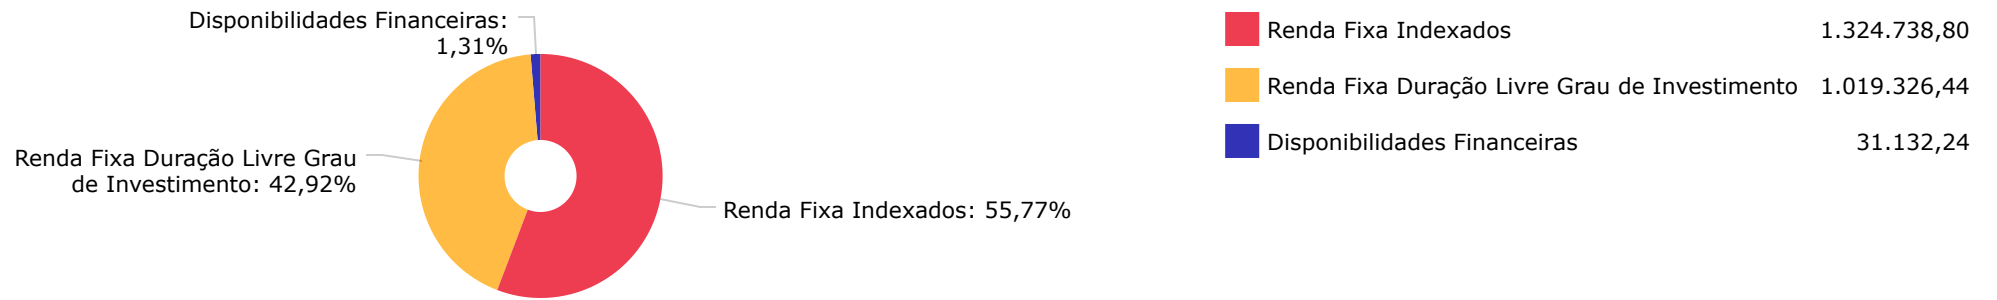 Disponibilidades Financeiras:
1,31%
Renda Fixa Duração Livre Grau
de Investimento: 42,92%
Renda Fixa Indexados: 55,77%
Renda Fixa Indexados 1.324.738,80
Renda Fixa Duração Livre Grau de Investimento 1.019.326,44
Disponibilidades Financeiras 31.132,24